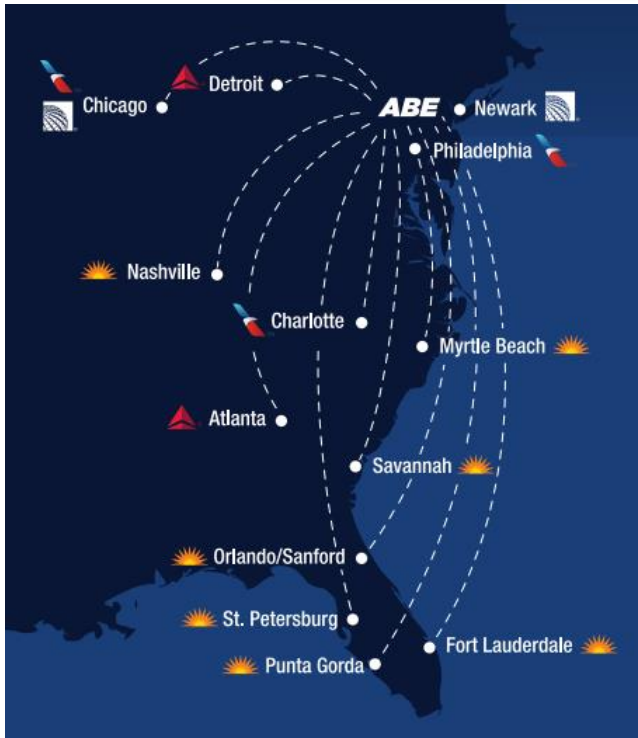 Detroit
Chicago
ABE
Newark
Philadelphia
Nashville
Charlotte
Myrtle Beach
Atlanta
Savannah
Orlando/Sanford
St. Petersburg
Fort Lauderdale
Punta Gorda